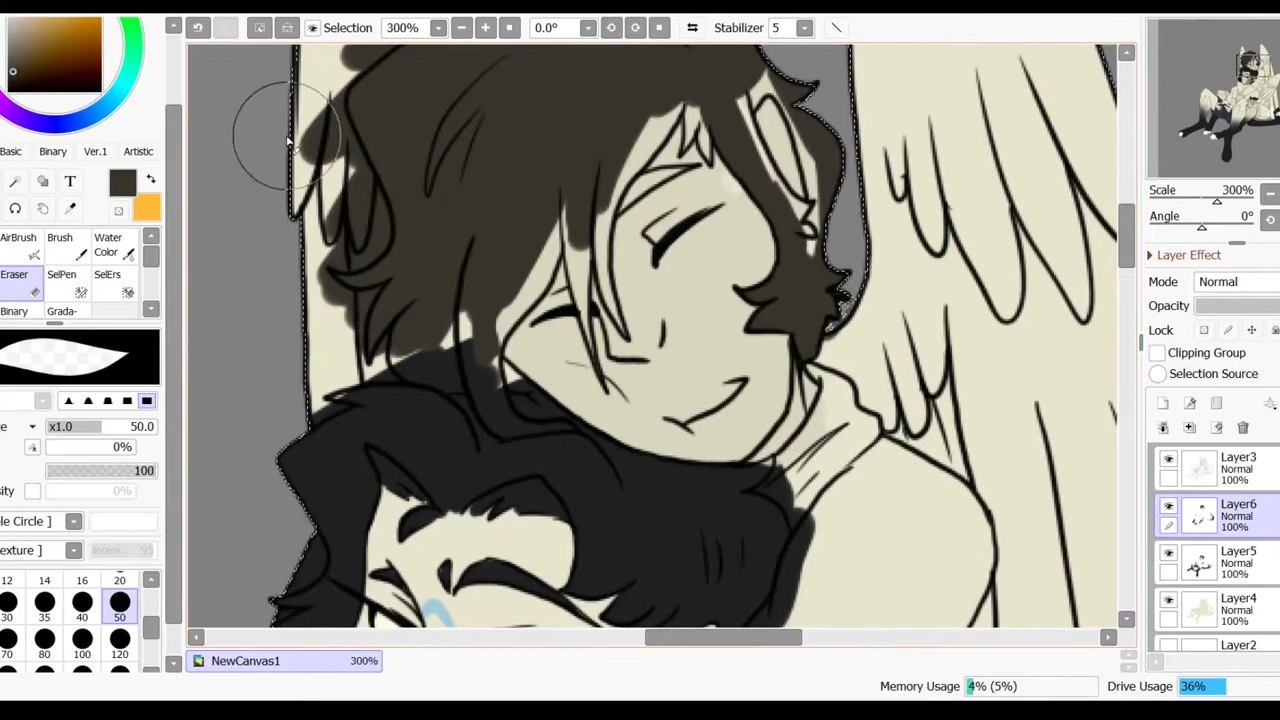 Selection 300% 0.0° Stabilizer 5
Basic Binary Ver.1 Artistic
T
AirBrush Brush Water Color
Eraser SelPen SelErs
Binary Grada-
x1.0 50.0
0%
100
0%
ple Circle ]
exture ] 95
12 14 16 20
30 35 40 50
70 80 100 120
Scale 300%
Angle 0°
Layer Effect
Mode Normal
Opacity
Lock
Clipping Group
Selection Source
Layer3
Normal
100%
Layer6
Normal
100%
Layer5
Normal
100%
Layer4
Normal
100%
Layer2
NewCanvas1 300%
Memory Usage 4% (5%) Drive Usage 36%